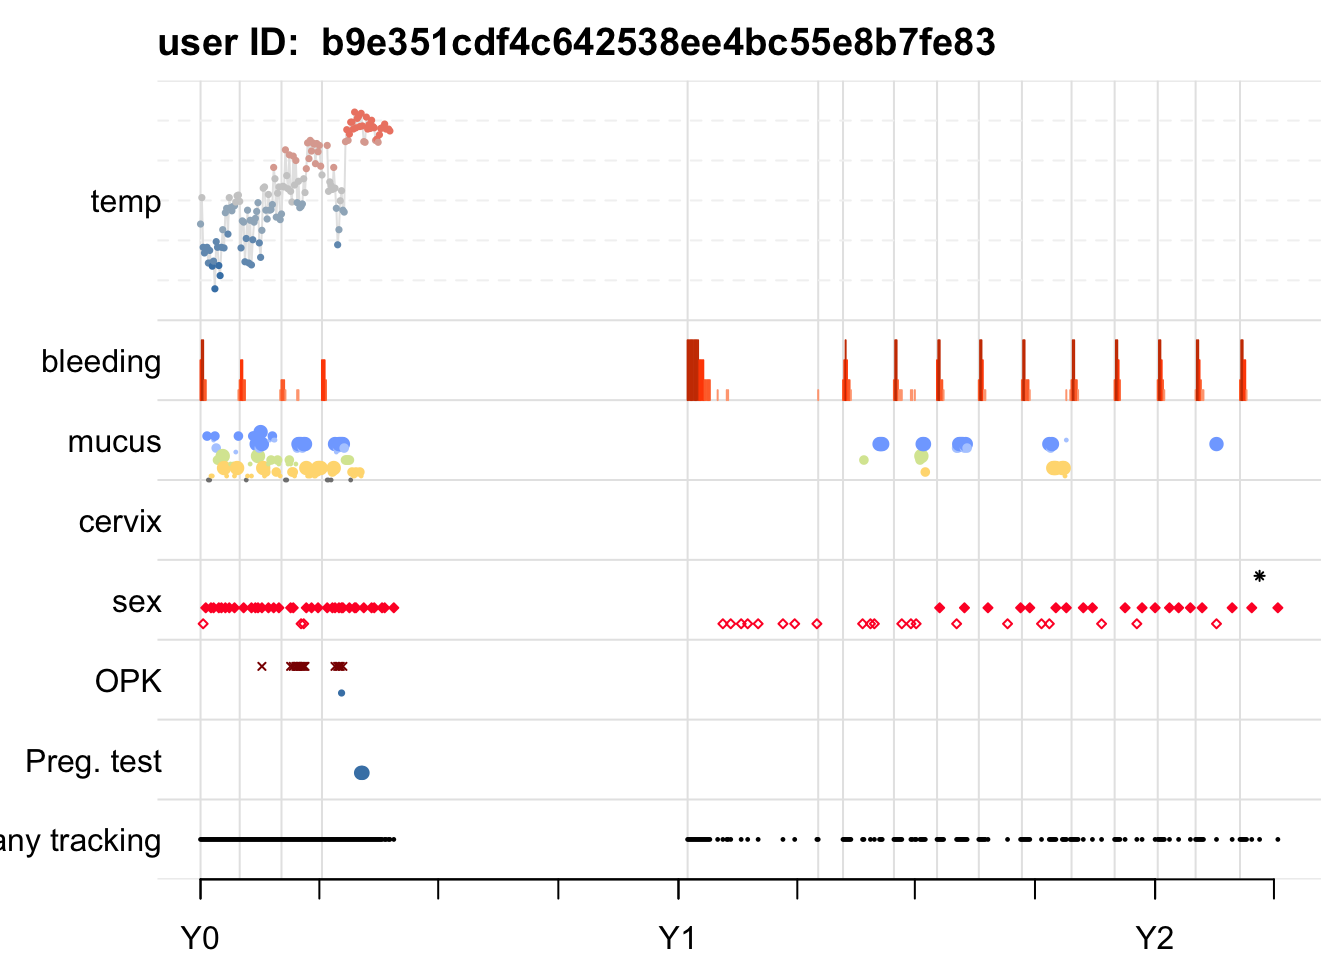 user ID:  b9e351cdf4c642538ee4bc55e8b7fe83
temp
bleeding
mucus
cervix
sex
OPK
Preg. test
any tracking
Y0
Y1
Y2